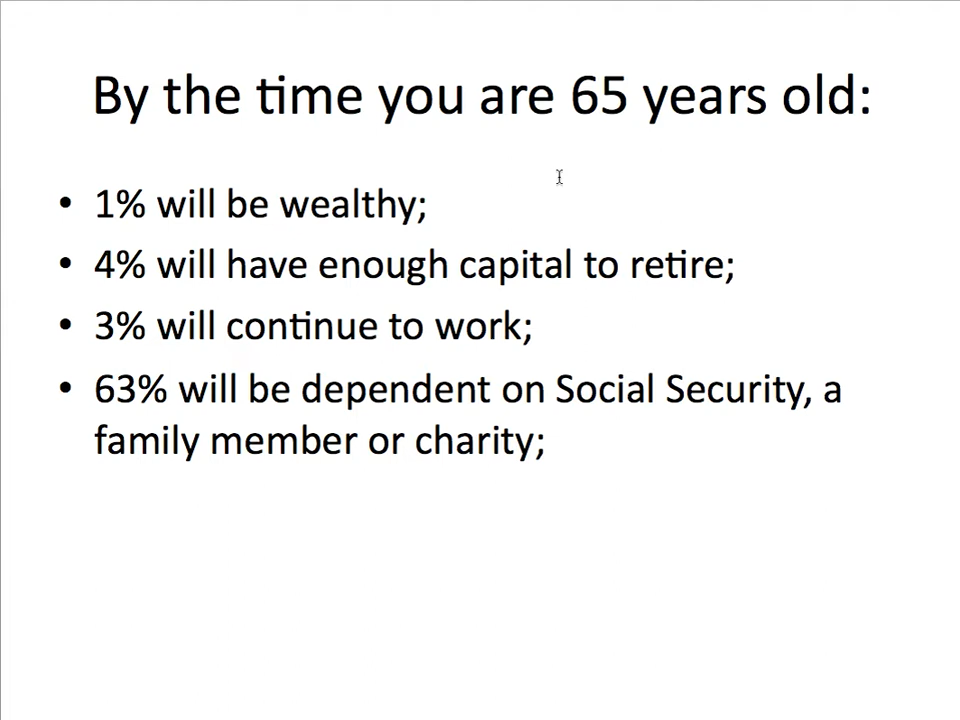 By the time you are 65 years old:
• 1% will be wealthy;
• 4% will have enough capital to retire;
• 3% will continue to work;
• 63% will be dependent on Social Security, a
family member or charity;